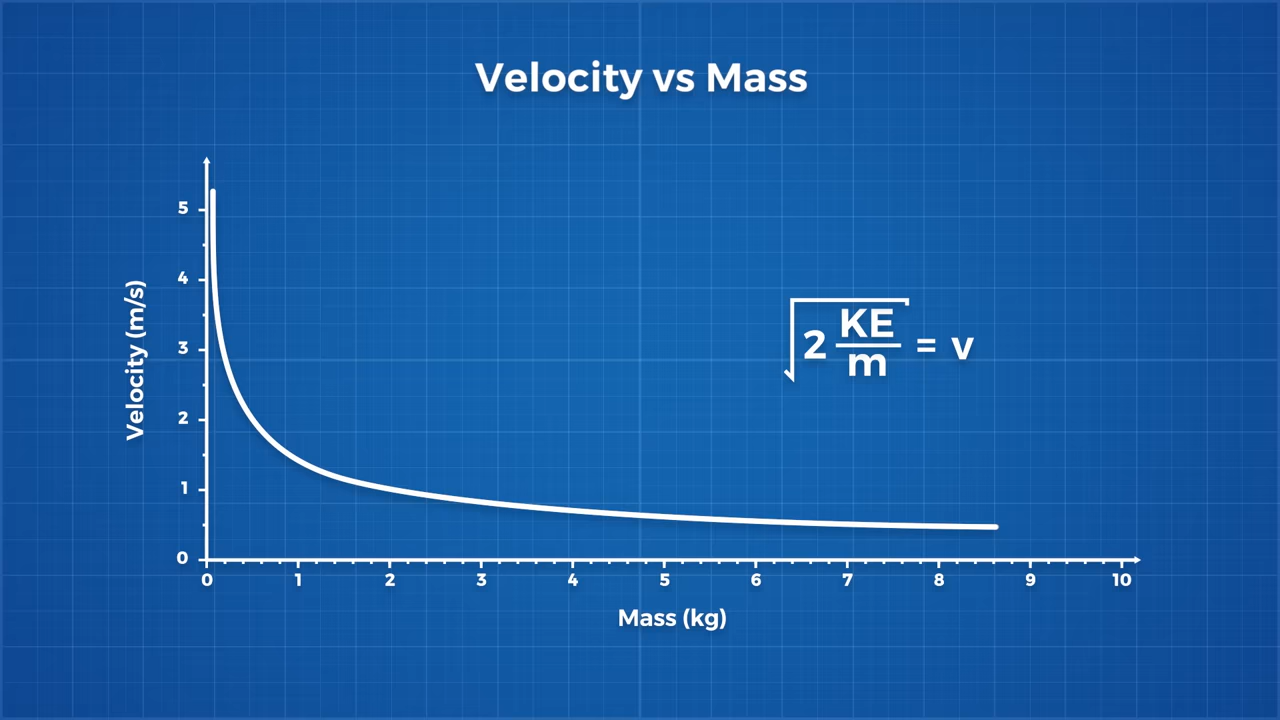 Velocity vs Mass
Velocity (m/s)
5
4
3
2
1
0
√(2 KE/m) = v
0 1 2 3 4 5 6 7 8 9 10
Mass (kg)